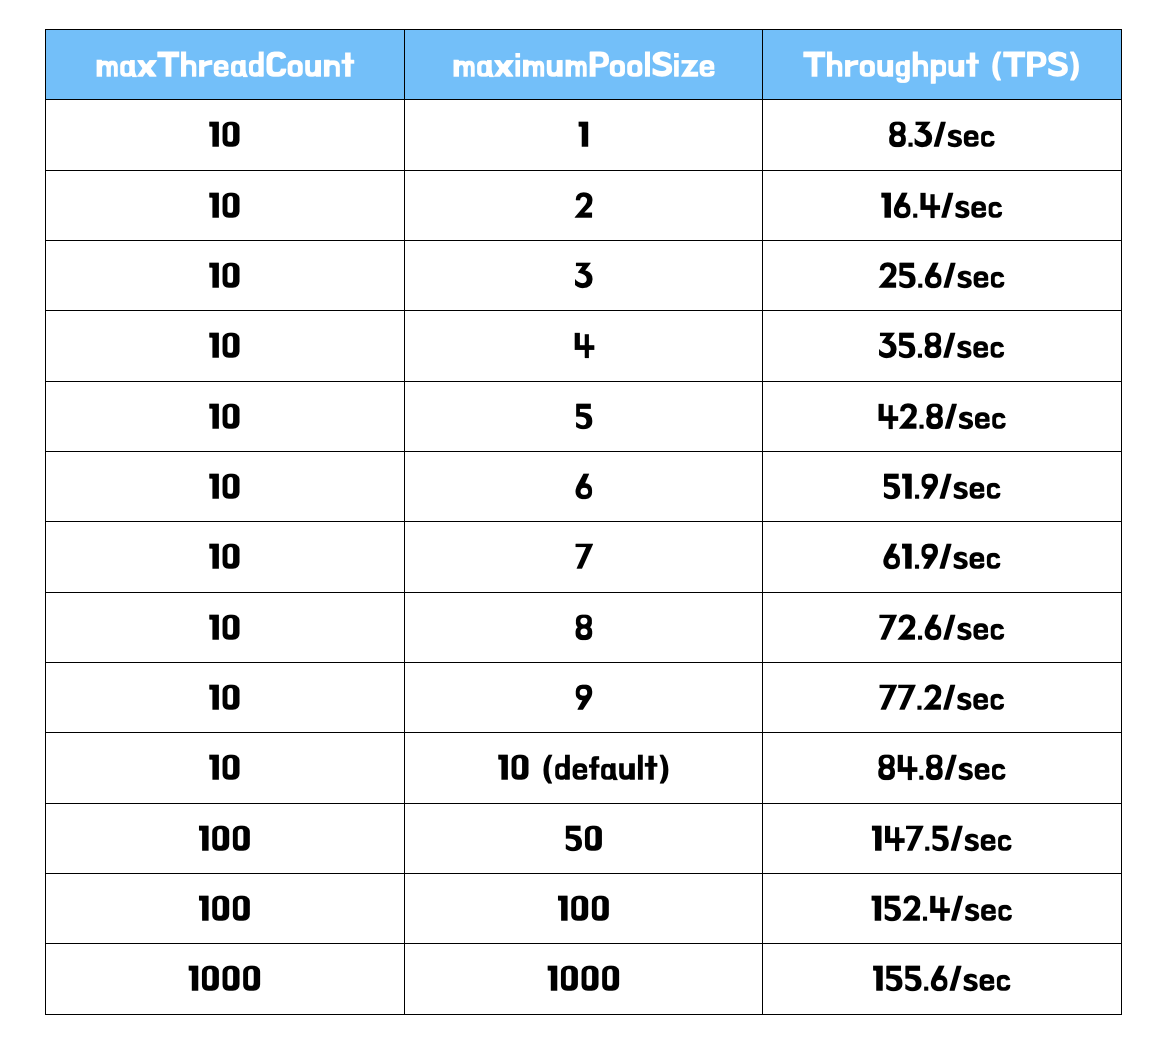 maxThreadCount maximumPoolSize Throughput (TPS)
10 1 8.3/sec
10 2 16.4/sec
10 3 25.6/sec
10 4 35.8/sec
10 5 42.8/sec
10 6 51.9/sec
10 7 61.9/sec
10 8 72.6/sec
10 9 77.2/sec
10 10 (default) 84.8/sec
100 50 147.5/sec
100 100 152.4/sec
1000 1000 155.6/sec